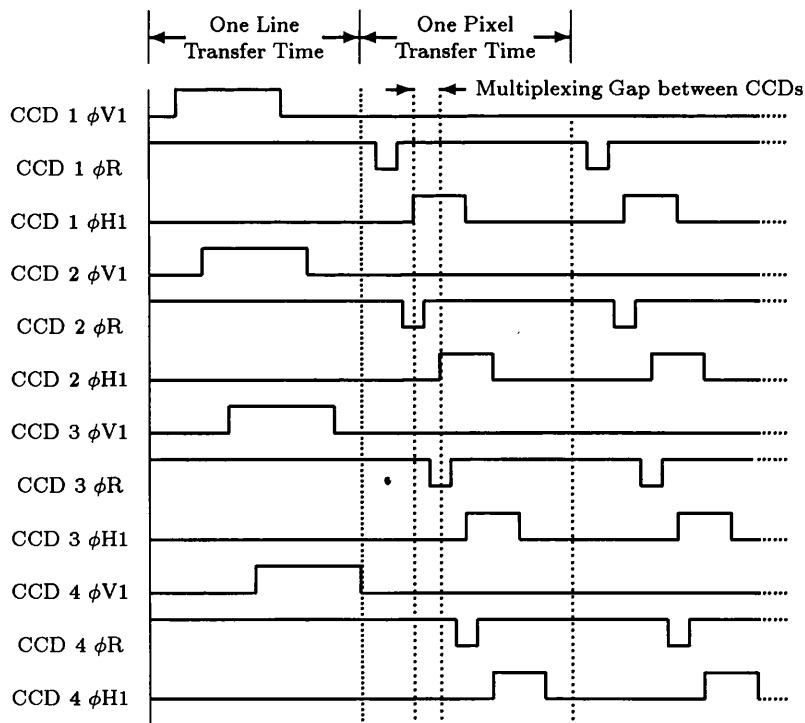 One Line
Transfer Time
One Pixel
Transfer Time
Multiplexing Gap between CCDs
CCD 1 ϕV1
CCD 1 ϕR
CCD 1 ϕH1
CCD 2 ϕV1
CCD 2 ϕR
CCD 2 ϕH1
CCD 3 ϕV1
CCD 3 ϕR
CCD 3 ϕH1
CCD 4 ϕV1
CCD 4 ϕR
CCD 4 ϕH1